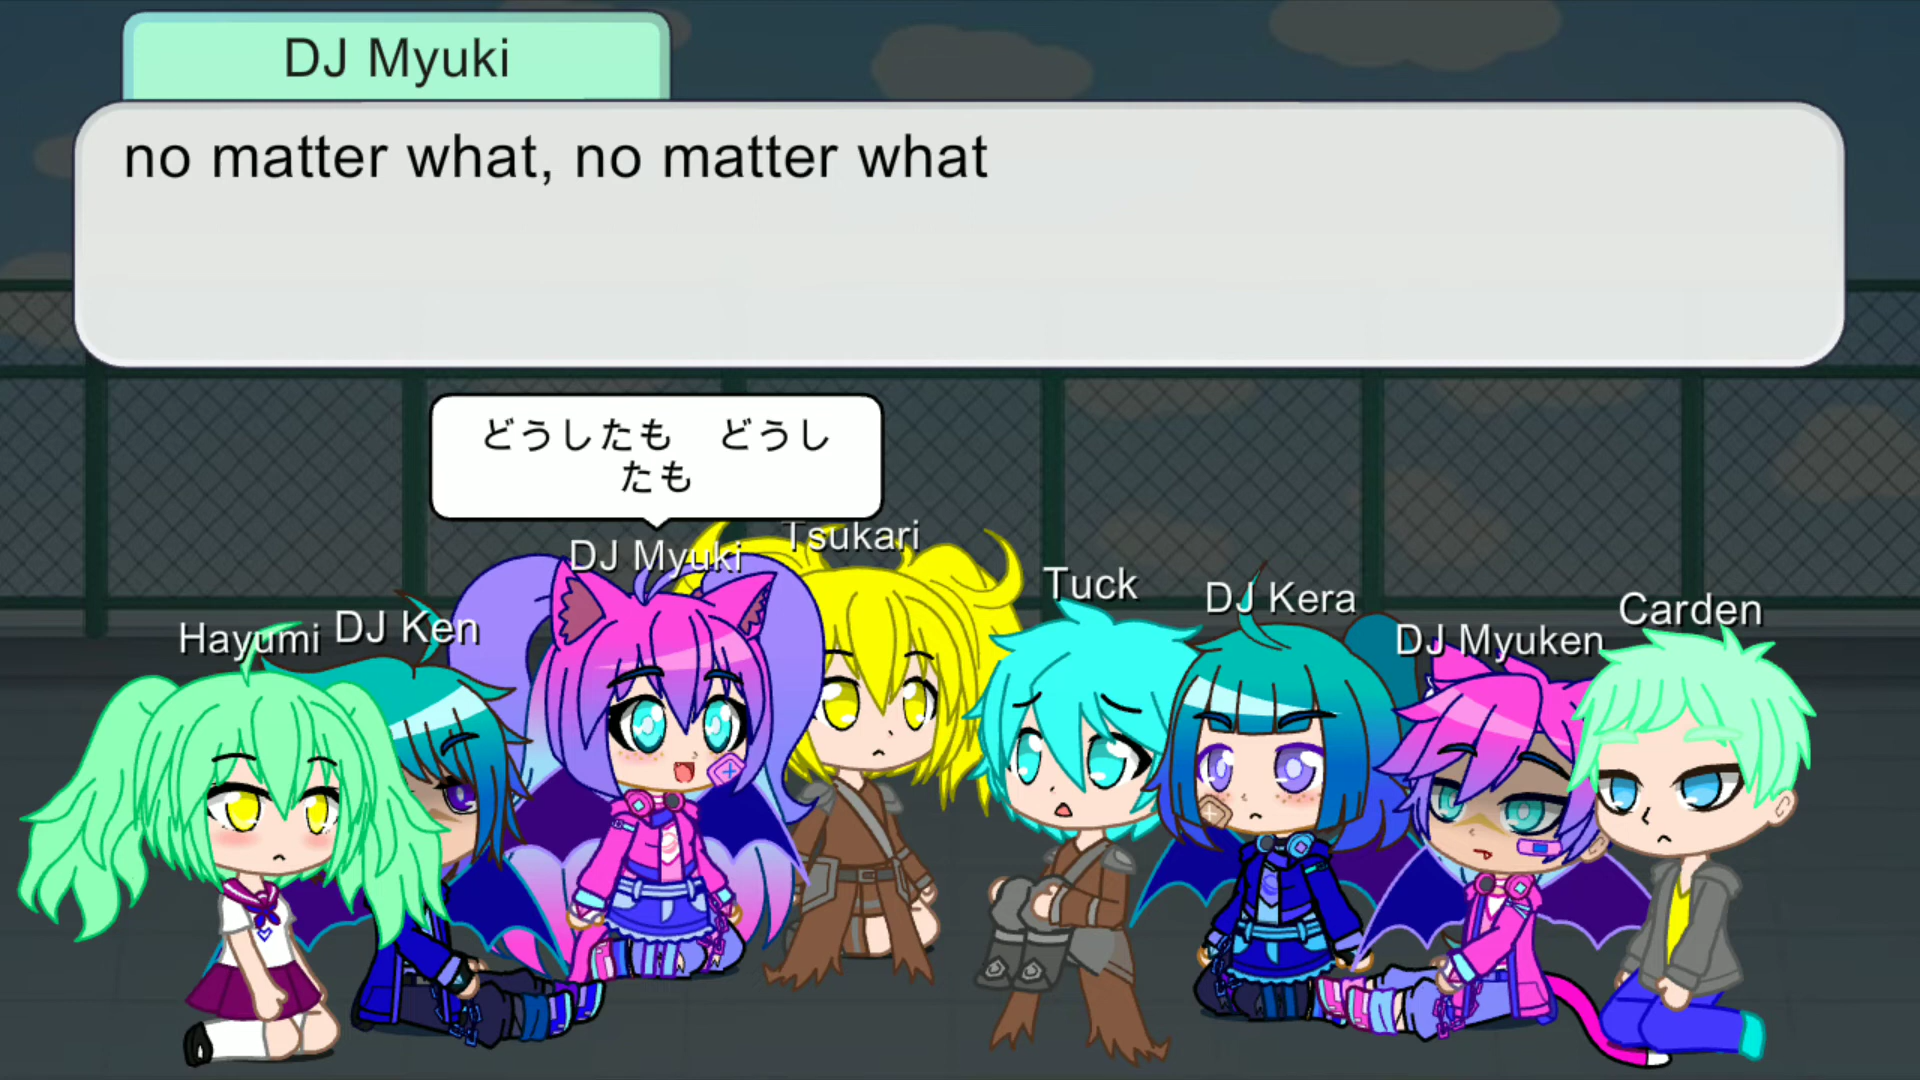 DJ Myuki
no matter what, no matter what
どうしたも　どうし
たも
Tsukari
DJ Myuki
Tuck
DJ Kera
Carden
Hayumi
DJ Ken
DJ Myuken